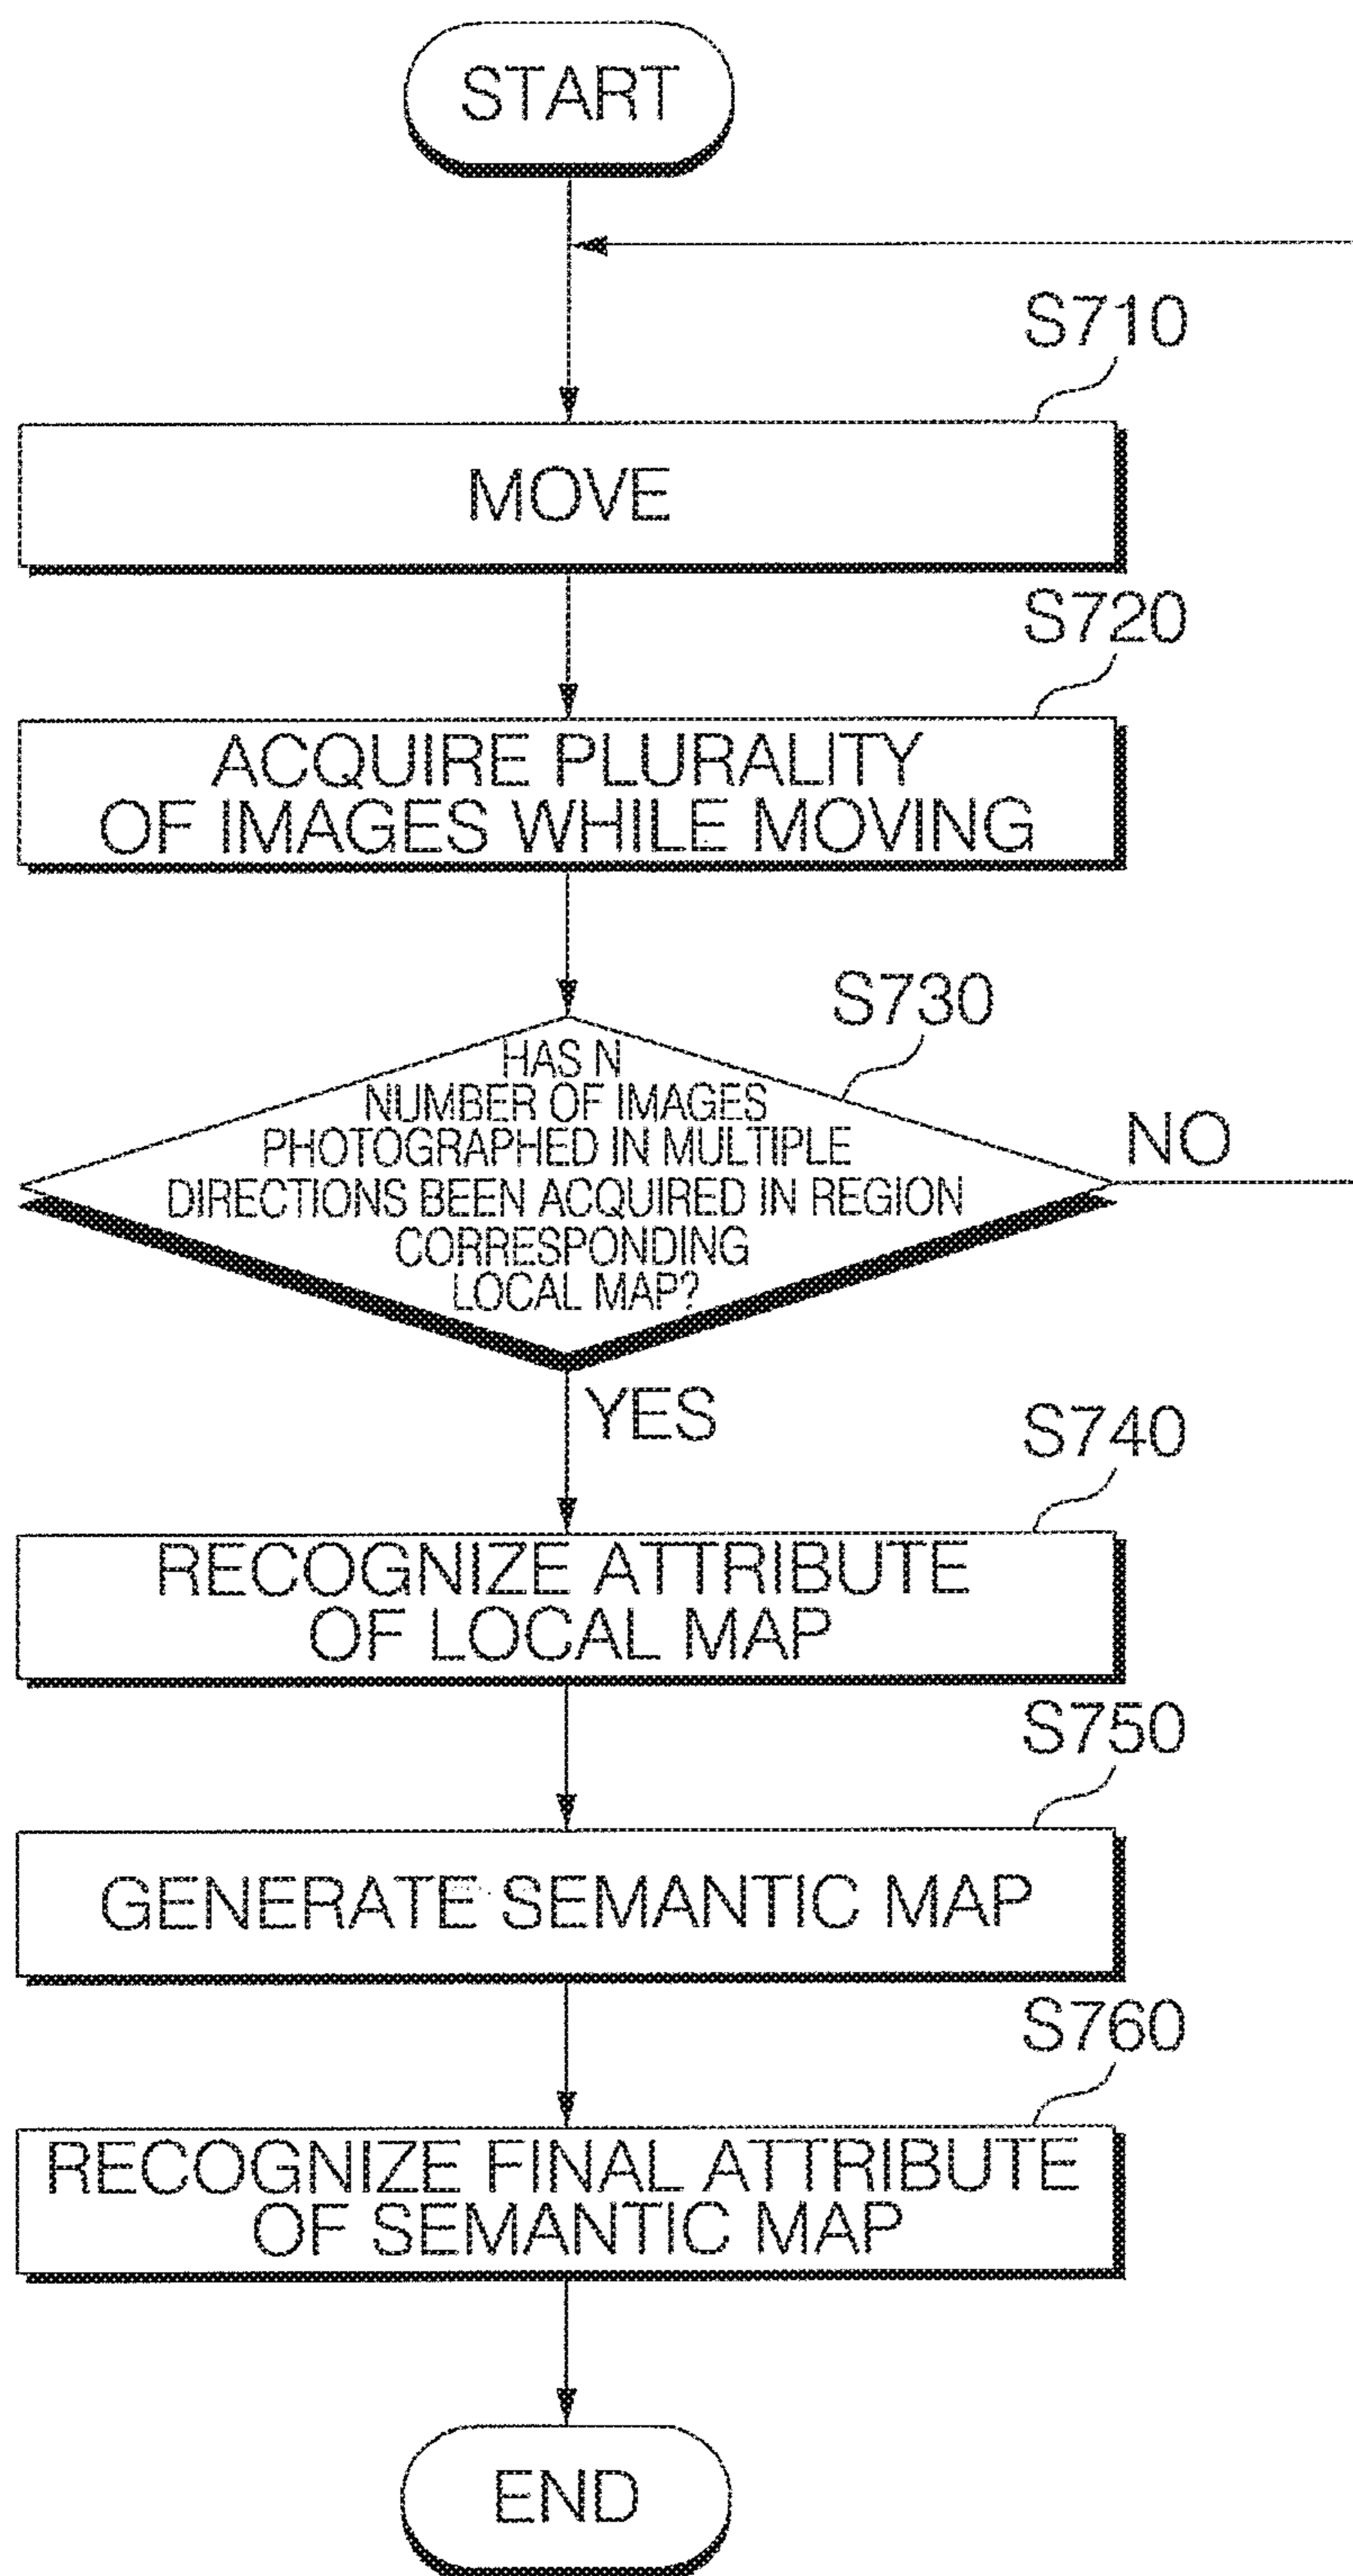 START
S710
MOVE
S720
ACQUIRE PLURALITY
OF IMAGES WHILE MOVING
S730
HAS N
NUMBER OF IMAGES
PHOTOGRAPHED IN MULTIPLE
DIRECTIONS BEEN ACQUIRED IN REGION
CORRESPONDING
LOCAL MAP?
NO
YES
S740
RECOGNIZE ATTRIBUTE
OF LOCAL MAP
S750
GENERATE SEMANTIC MAP
S760
RECOGNIZE FINAL ATTRIBUTE
OF SEMANTIC MAP
END